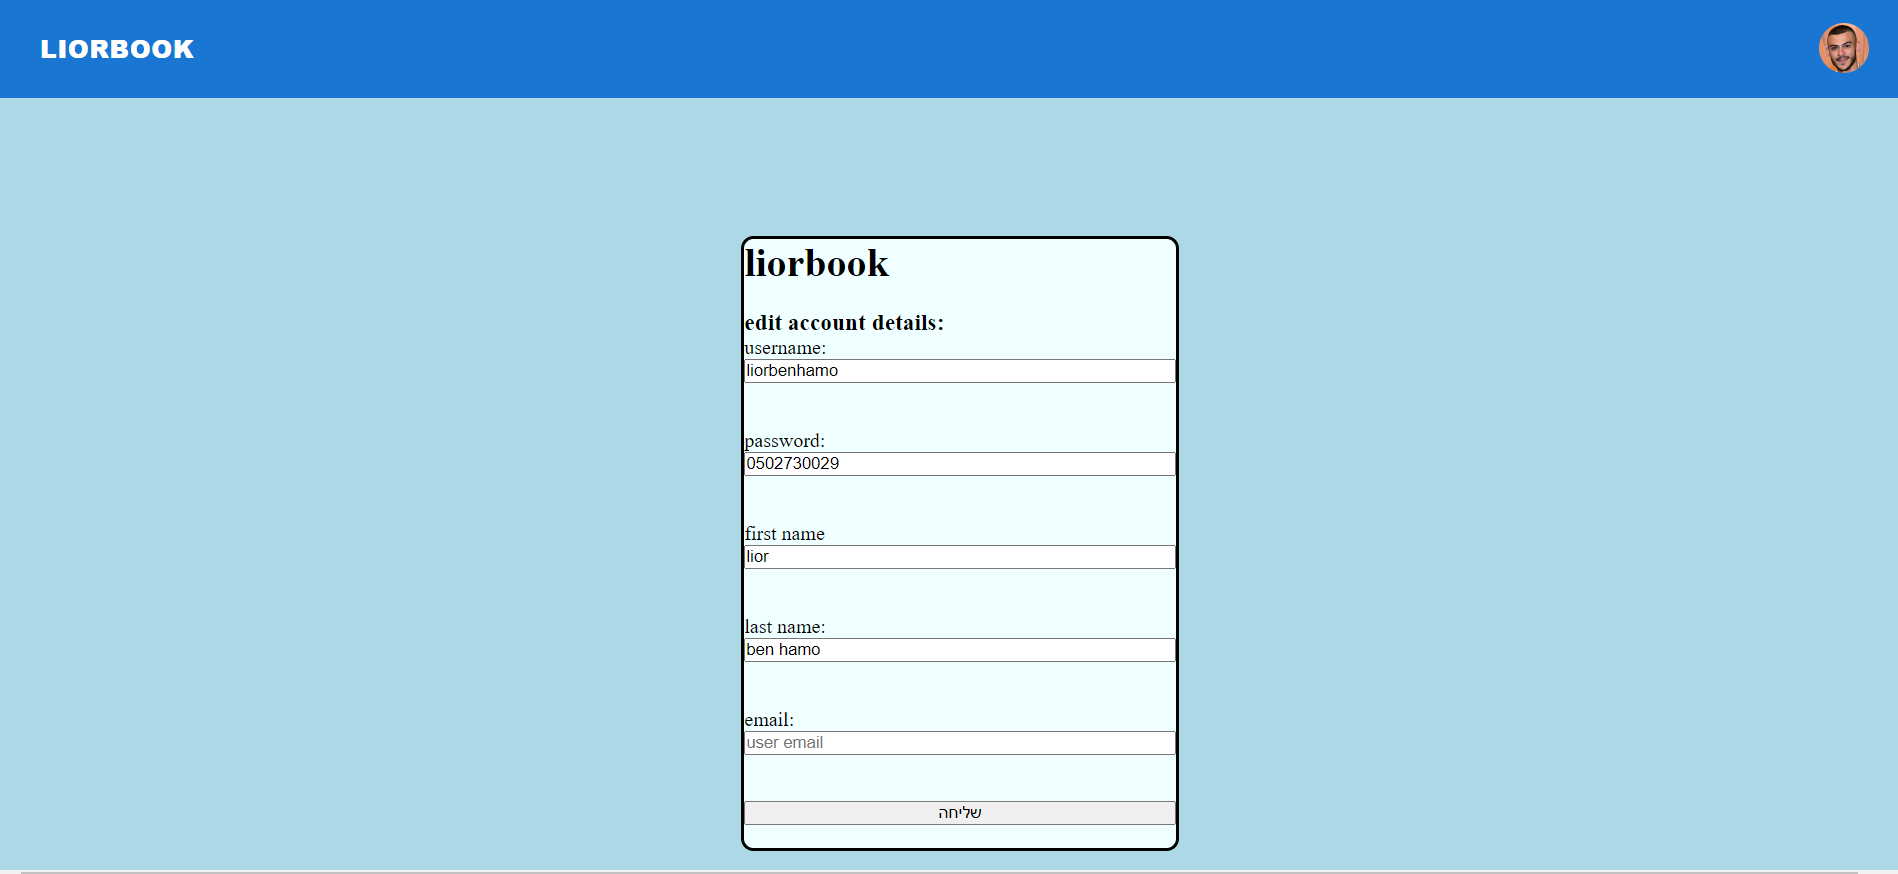 LIORBOOK
liorbook
edit account details:
username:
liorbenhamo
password:
0502730029
first name
lior
last name:
ben hamo
email:
user email
שליחה